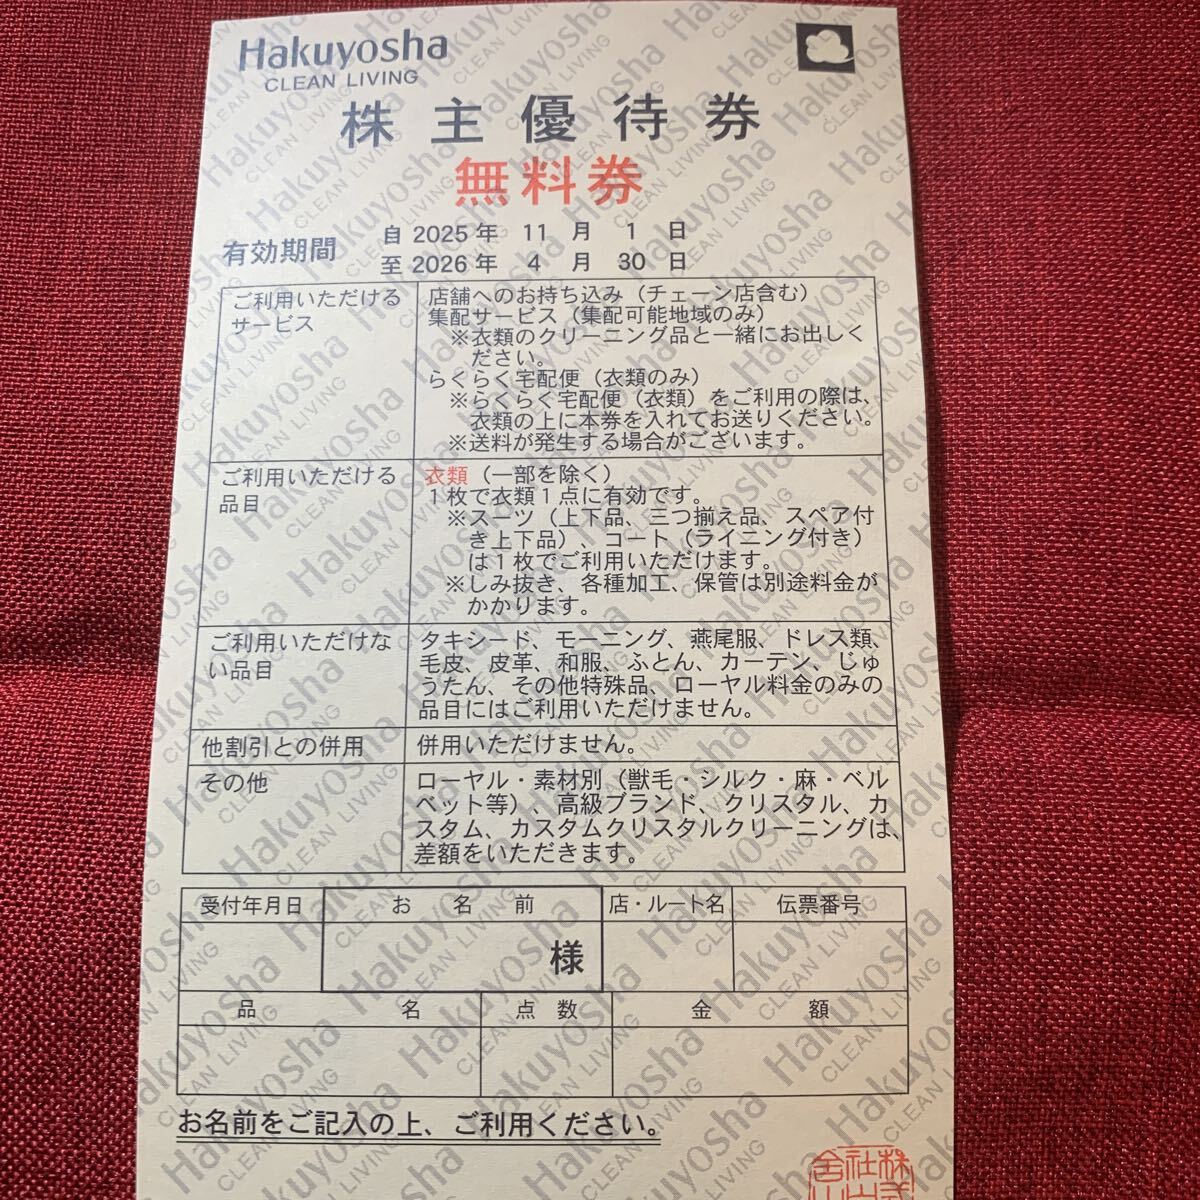 Hakuyosha
CLEAN LIVING
株主優待券
無料券
有効期間
自 2025 年 11 月 1 日
至 2026 年 4 月 30 日
ご利用いただける
サービス
店舗へのお持ち込み（チェーン店含む）
集配サービス（集配可能地域のみ）
※衣類のクリーニング品と一緒にお出しく
ださい。
らくらく宅配便（衣類のみ）
※らくらく宅配便（衣類）をご利用の際は、
衣類の上に本券を入れてお送りください。
※送料が発生する場合がございます。
ご利用いただける
品目
衣類（一部を除く）
１枚で衣類１点に有効です。
※スーツ（上下品、三つ揃え品、スペア付
き上下品）、コート（ライニング付き）
は１枚でご利用いただけます。
※しみ抜き、各種加工、保管は別途料金が
かかります。
ご利用いただけな
い品目
タキシード、モーニング、燕尾服、ドレス類、
毛皮、皮革、和服、ふとん、カーテン、じゅ
うたん、その他特殊品、ローヤル料金のみの
品目にはご利用いただけません。
他割引との併用
併用いただけません。
その他
ローヤル・素材別（獣毛・シルク・麻・ベル
ベット等）、高級ブランド、クリスタル、カ
スタム、カスタムクリスタルクリーニングは、
差額をいただきます。
受付年月日
お名前
店・ルート名
伝票番号
様
品名
点数
金額
お名前をご記入の上、ご利用ください。